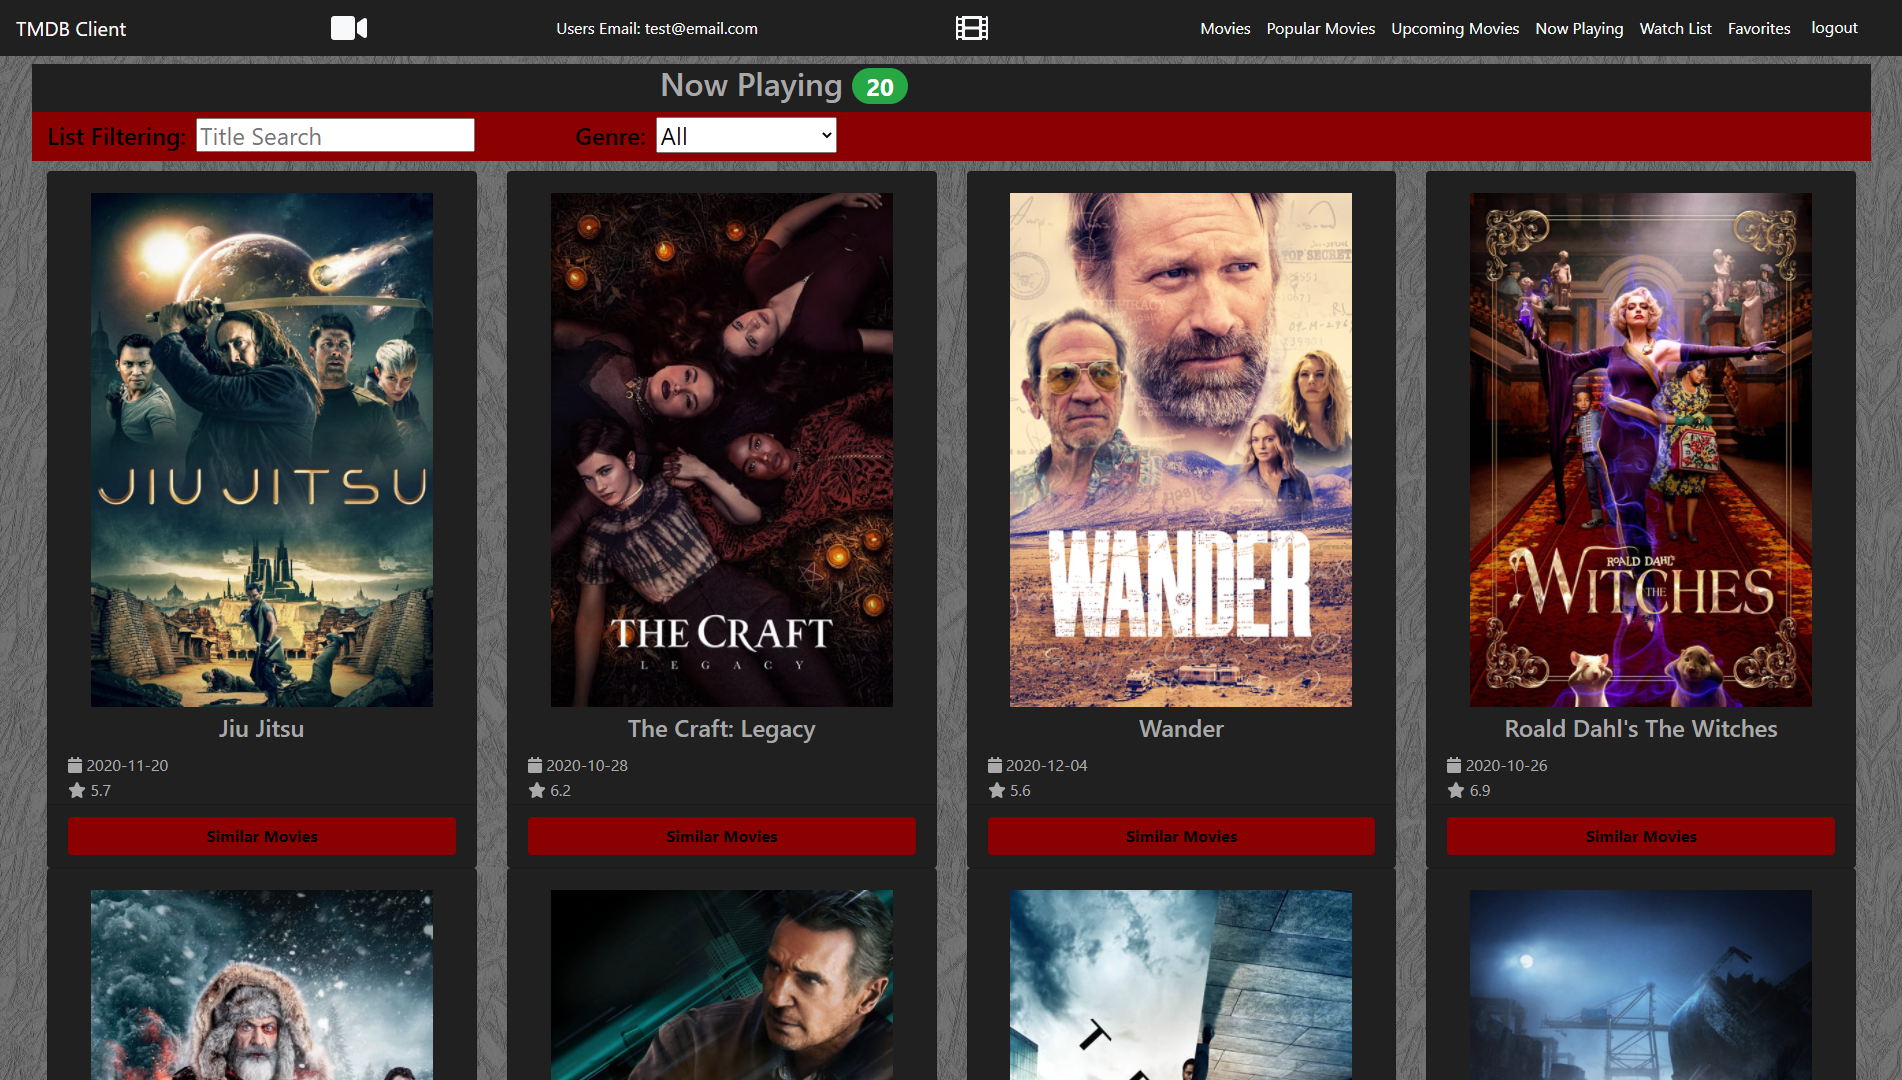 TMDB Client
Users Email: test@email.com
Movies Popular Movies Upcoming Movies Now Playing Watch List Favorites logout
Now Playing 20
List Filtering: Title Search Genre: All
JIU JITSU
THE CRAFT
LEGACY
TOP SECRET
WANDER
ROALD DAHL'S
THE
WITCHES
Jiu Jitsu
2020-11-20
5.7
Similar Movies
The Craft: Legacy
2020-10-28
6.2
Similar Movies
Wander
2020-12-04
5.6
Similar Movies
Roald Dahl's The Witches
2020-10-26
6.9
Similar Movies
T